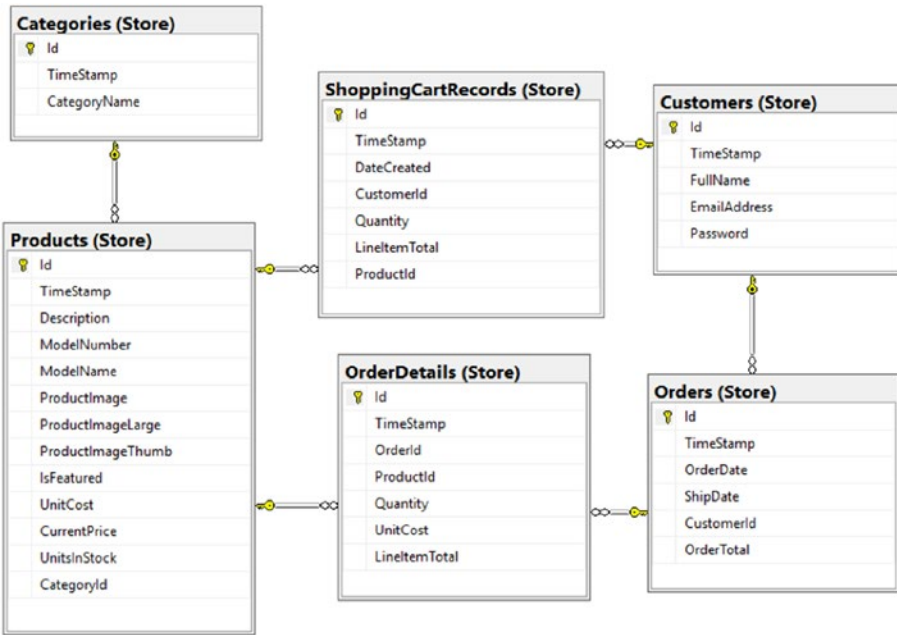 Categories (Store)
Id
TimeStamp
CategoryName
Products (Store)
Id
TimeStamp
Description
ModelNumber
ModelName
ProductImage
ProductImageLarge
ProductImageThumb
IsFeatured
UnitCost
CurrentPrice
UnitsInStock
CategoryId
ShoppingCartRecords (Store)
Id
TimeStamp
DateCreated
CustomerId
Quantity
LineItemTotal
ProductId
OrderDetails (Store)
Id
TimeStamp
OrderId
ProductId
Quantity
UnitCost
LineItemTotal
Customers (Store)
Id
TimeStamp
FullName
EmailAddress
Password
Orders (Store)
Id
TimeStamp
OrderDate
ShipDate
CustomerId
OrderTotal